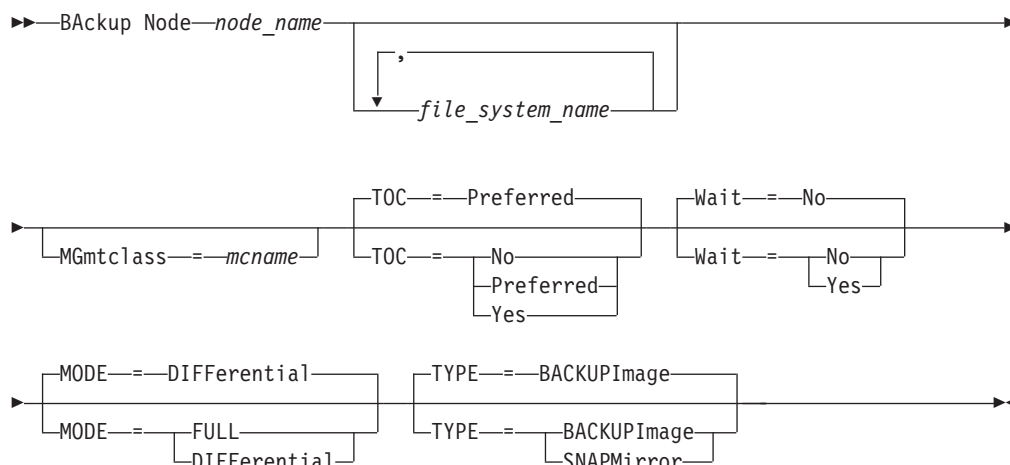 BAckup Node node_name
,
file_system_name
TOC = Preferred
Wait = No
MGmtclass = mcname
TOC = No
Preferred
Yes
Wait = No
Yes
MODE = DIFFerential
TYPE = BACKUPImage
MODE = FULL
DIFFerential
TYPE = BACKUPImage
SNAPMirror